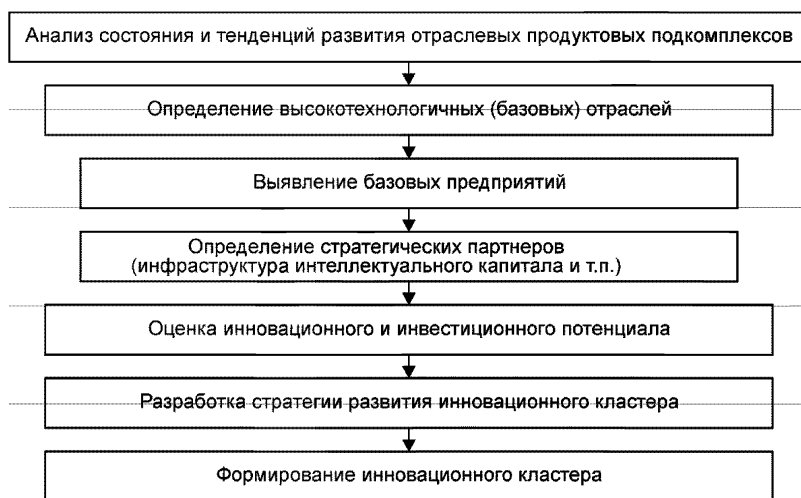 Анализ состояния и тенденций развития отраслевых продуктовых подкомплексов
Определение высокотехнологичных (базовых) отраслей
Выявление базовых предприятий
Определение стратегических партнеров
(инфраструктура интеллектуального капитала и т.п.)
Оценка инновационного и инвестиционного потенциала
Разработка стратегии развития инновационного кластера
Формирование инновационного кластера